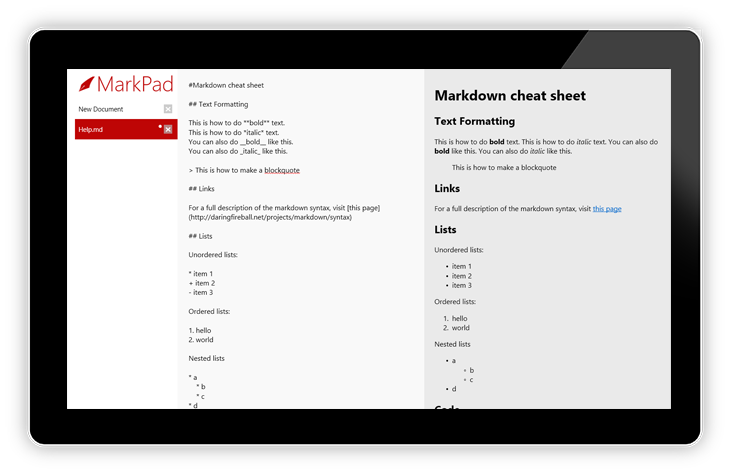 MarkPad
New Document
Help.md
#Markdown cheat sheet
## Text Formatting
This is how to do **bold** text.
This is how to do *italic* text.
You can also do __bold__ like this.
You can also do _italic_ like this.
> This is how to make a blockquote
## Links
For a full description of the markdown syntax, visit [this page]
(http://daringfireball.net/projects/markdown/syntax)
## Lists
Unordered lists:
* item 1
+ item 2
- item 3
Ordered lists:
1. hello
2. world
Nested lists
* a
* b
* c
* d
Markdown cheat sheet
Text Formatting
This is how to do bold text. This is how to do italic text. You can also do
bold like this. You can also do italic like this.
This is how to make a blockquote
Links
For a full description of the markdown syntax, visit this page
Lists
Unordered lists:
• item 1
• item 2
• item 3
Ordered lists:
1. hello
2. world
Nested lists
• a
◦ b
◦ c
• d
Code